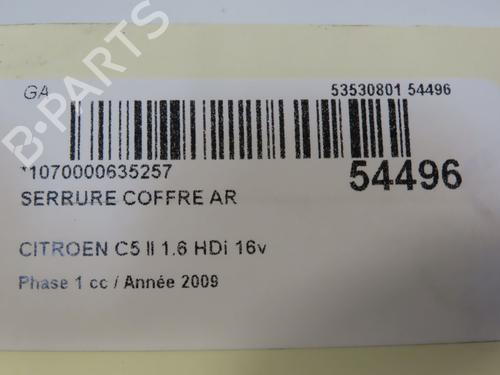 GA
53530801 54496
*1070000635257
54496
SERRURE COFFRE AR
CITROEN C5 II 1.6 HDi 16v
Phase 1 cc / Année 2009
B-PARTS